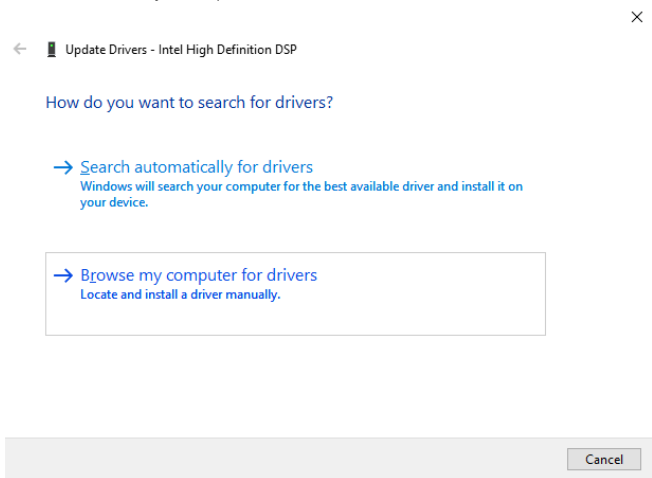 Update Drivers - Intel High Definition DSP
How do you want to search for drivers?
Search automatically for drivers
Windows will search your computer for the best available driver and install it on
your device.
Browse my computer for drivers
Locate and install a driver manually.
Cancel